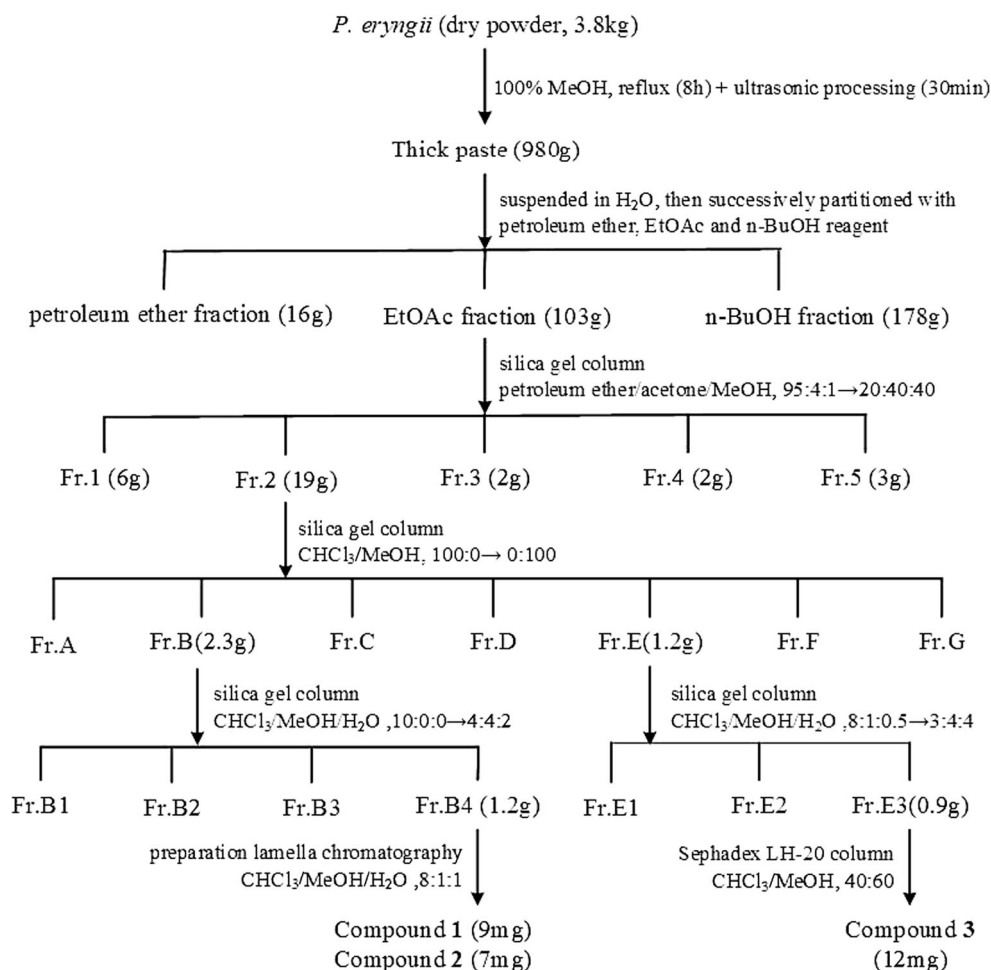 P. eryngii (dry powder, 3.8kg)
100% MeOH, reflux (8h) + ultrasonic processing (30min)
Thick paste (980g)
suspended in H₂O, then successively partitioned with
petroleum ether, EtOAc and n-BuOH reagent
petroleum ether fraction (16g) EtOAc fraction (103g) n-BuOH fraction (178g)
silica gel column
petroleum ether/acetone/MeOH, 95:4:1→20:40:40
Fr.1 (6g) Fr.2 (19g) Fr.3 (2g) Fr.4 (2g) Fr.5 (3g)
silica gel column
CHCl₃/MeOH, 100:0→ 0:100
Fr.A Fr.B(2.3g) Fr.C Fr.D Fr.E(1.2g) Fr.F Fr.G
silica gel column
CHCl₃/MeOH/H₂O ,10:0:0→4:4:2
silica gel column
CHCl₃/MeOH/H₂O ,8:1:0.5→3:4:4
Fr.B1 Fr.B2 Fr.B3 Fr.B4 (1.2g) Fr.E1 Fr.E2 Fr.E3(0.9g)
preparation lamella chromatography
CHCl₃/MeOH/H₂O ,8:1:1
Sephadex LH-20 column
CHCl₃/MeOH, 40:60
Compound 1 (9mg)
Compound 2 (7mg)
Compound 3
(12mg)